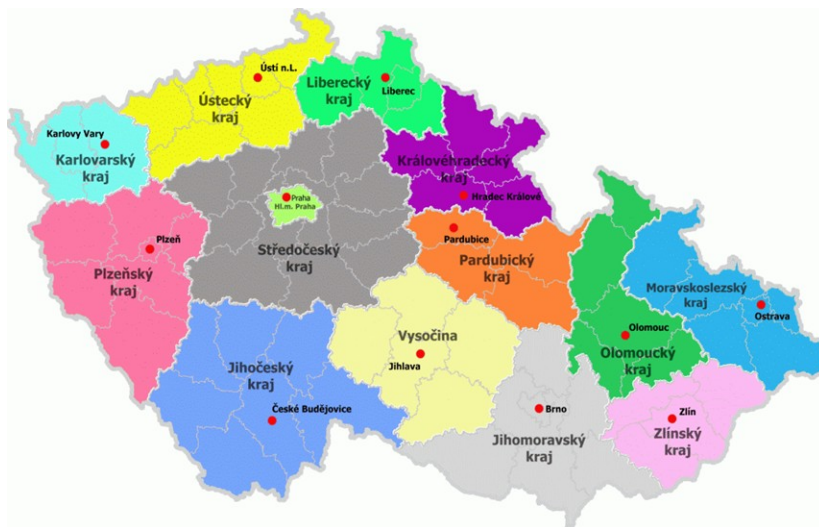 Ústí n.L.
Ústecký
kraj
Liberecký
kraj
Liberec
Karlovy Vary
Karlovarský
kraj
Královéhradecký
kraj
Hradec Králové
Praha
Hl.m. Praha
Středočeský
kraj
Plzeň
Plzeňský
kraj
Pardubice
Pardubický
kraj
Moravskoslezský
kraj
Ostrava
Olomouc
Olomoucký
kraj
Vysočina
Jihlava
Jihočeský
kraj
České Budějovice
Brno
Jihomoravský
kraj
Zlín
Zlínský
kraj